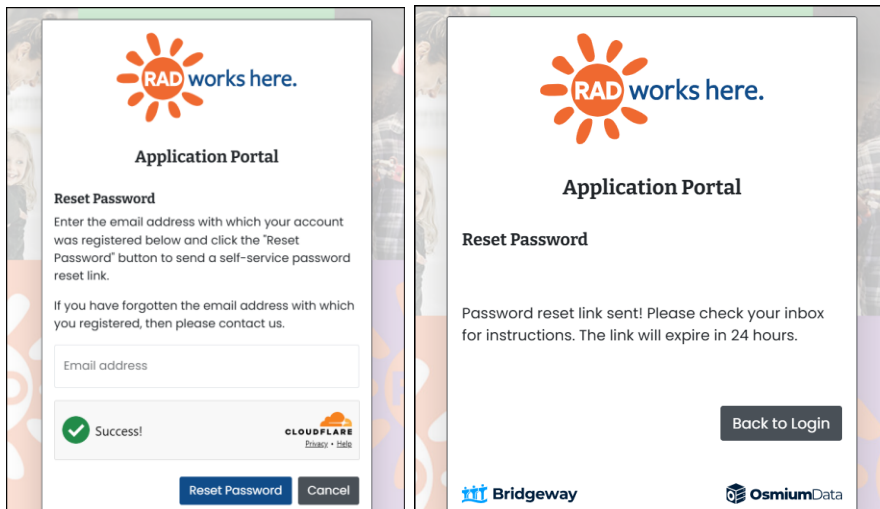 RAD works here.
Application Portal
Reset Password
Enter the email address with which your account
was registered below and click the "Reset
Password" button to send a self-service password
reset link.
If you have forgotten the email address with which
you registered, then please contact us.
Email address
Success!
CLOUDFLARE
Privacy • Help
Reset Password
Cancel
RAD works here.
Application Portal
Reset Password
Password reset link sent! Please check your inbox
for instructions. The link will expire in 24 hours.
Back to Login
Bridgeway
OsmiumData